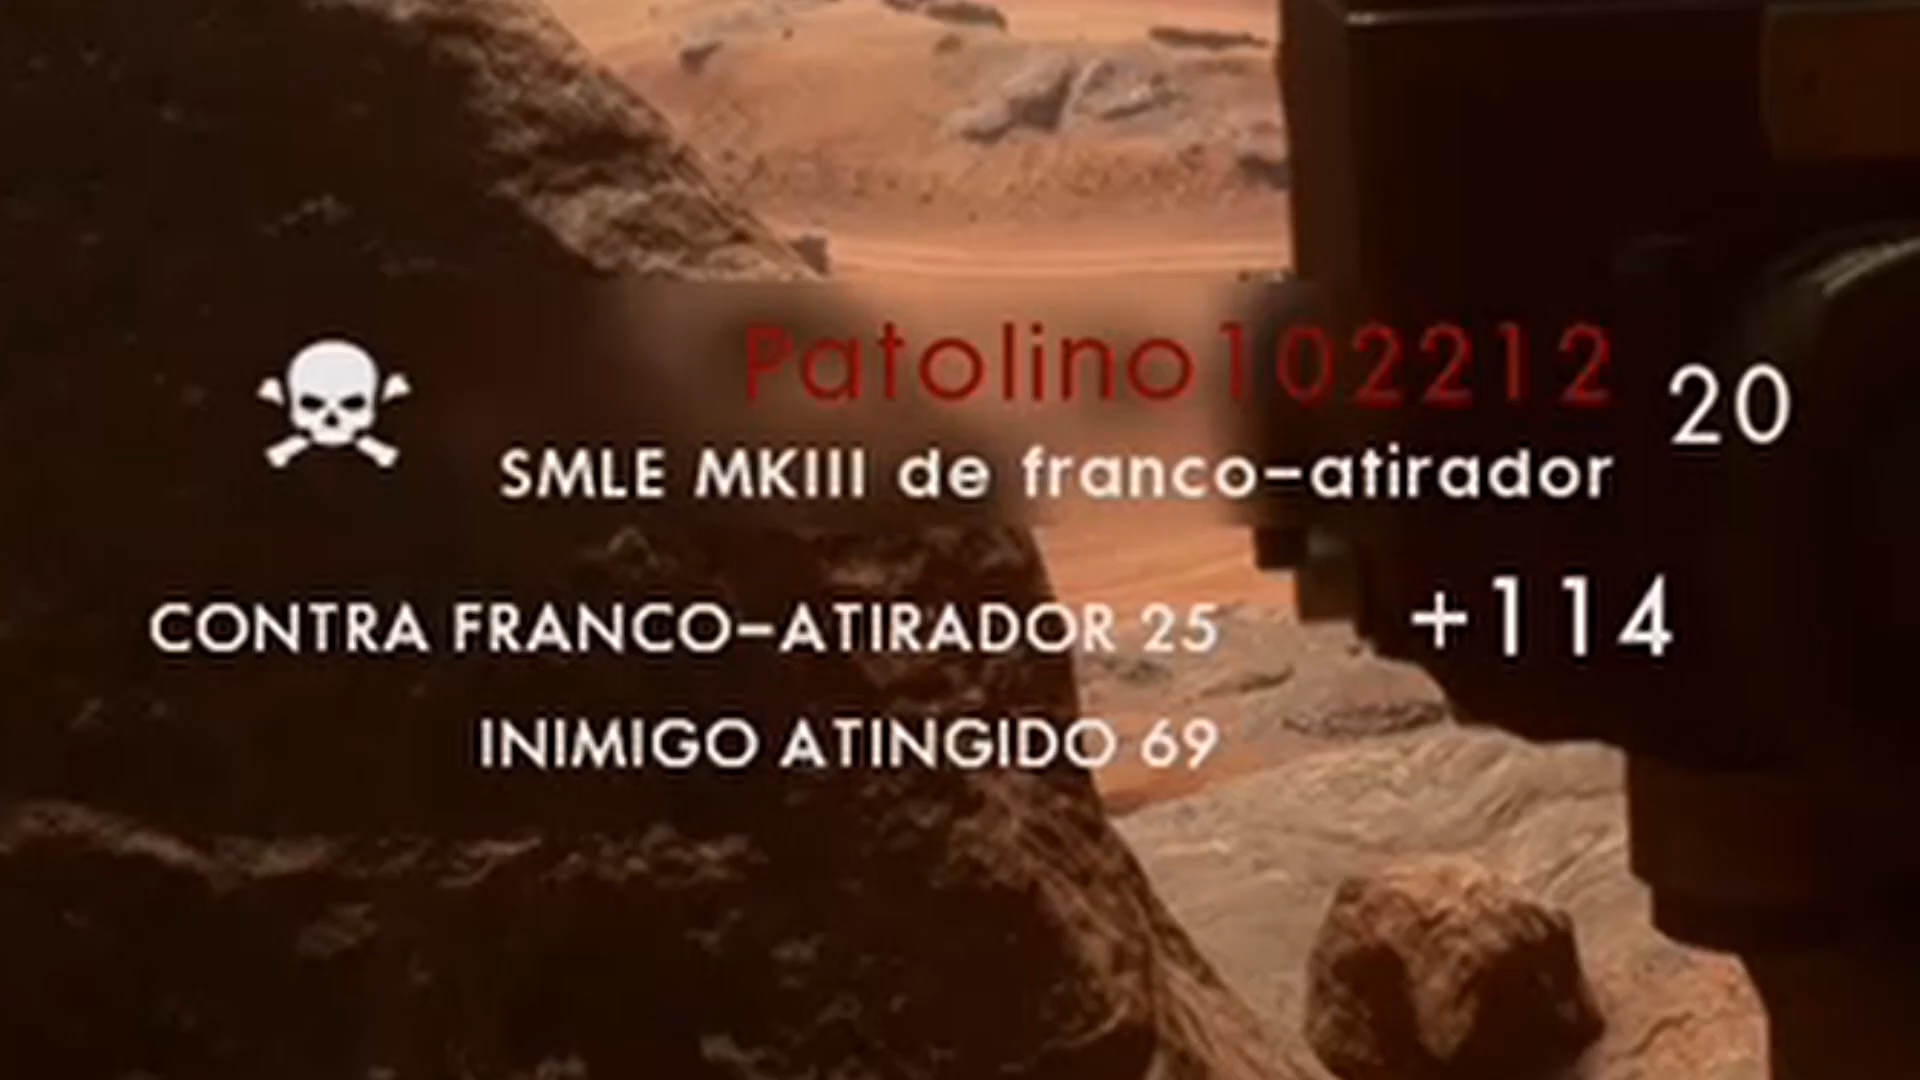 Patolino102212 20
SMLE MKIII de franco-atirador
CONTRA FRANCO-ATIRADOR 25 +114
INIMIGO ATINGIDO 69